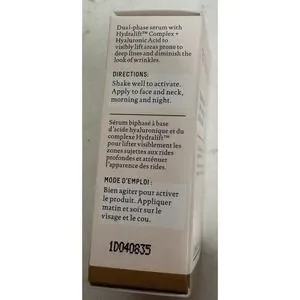 Dual-phase serum with
Hydralift™ Complex +
Hyaluronic Acid to
visibly lift areas prone to
deep lines and diminish the
look of wrinkles.
DIRECTIONS:
Shake well to activate.
Apply to face and neck,
morning and night.
Sérum biphasé à base
d'acide hyaluronique et du
complexe Hydralift™
pour lifter visiblement les
zones sujettes aux rides
profondes et atténuer
l'apparence des rides.
MODE D'EMPLOI :
Bien agiter pour activer
le produit. Appliquer
matin et soir sur le
visage et le cou.
1D040835